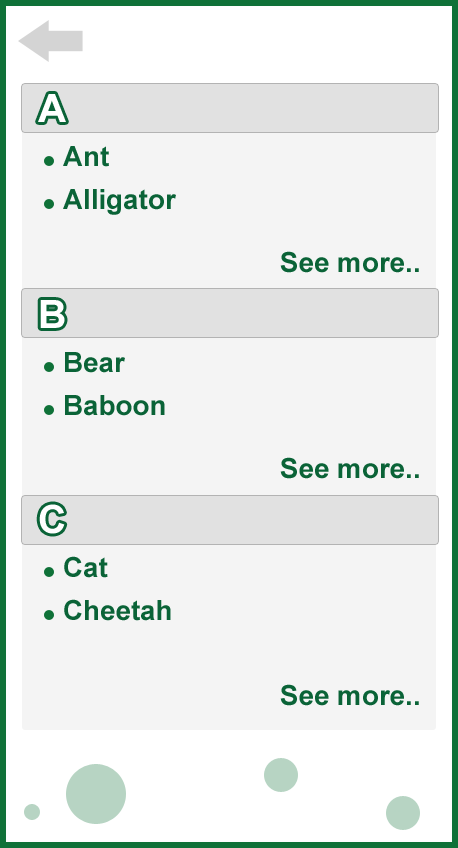 A
Ant
Alligator
See more..
B
Bear
Baboon
See more..
C
Cat
Cheetah
See more..